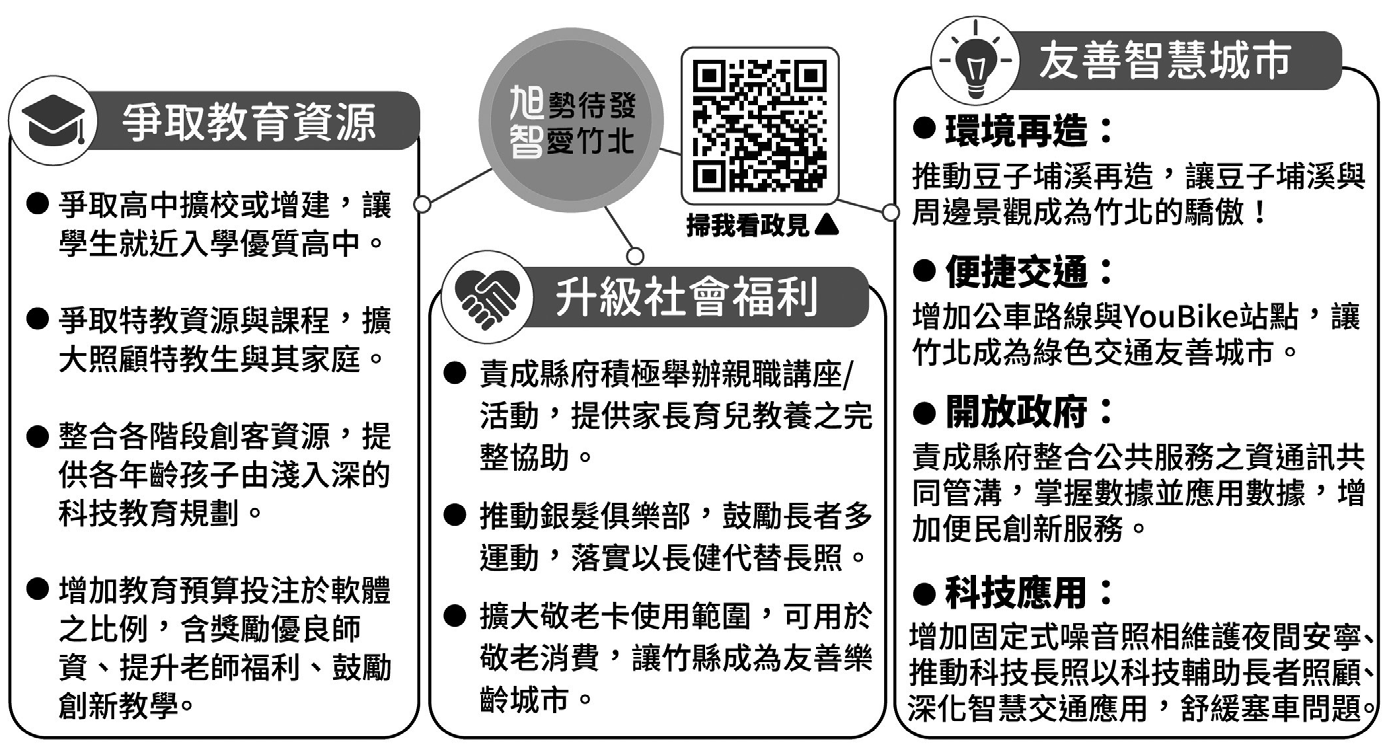 爭取教育資源
● 爭取高中擴校或增建，讓
學生就近入學優質高中。
● 爭取特教資源與課程，擴
大照顧特教生與其家庭。
● 整合各階段創客資源，提
供各年齡孩子由淺入深的
科技教育規劃。
● 增加教育預算投注於軟體
之比例，含獎勵優良師
資、提升老師福利、鼓勵
創新教學。
旭勢待發
智愛竹北
掃我看政見▲
升級社會福利
● 責成縣府積極舉辦親職講座/
活動，提供家長育兒教養之完
整協助。
● 推動銀髮俱樂部，鼓勵長者多
運動，落實以長健代替長照。
● 擴大敬老卡使用範圍，可用於
敬老消費，讓竹縣成為友善樂
齡城市。
友善智慧城市
● 環境再造：
推動豆子埔溪再造，讓豆子埔溪與
周邊景觀成為竹北的驕傲！
● 便捷交通：
增加公車路線與YouBike站點，讓
竹北成為綠色交通友善城市。
● 開放政府：
責成縣府整合公共服務之資通訊共
同管溝，掌握數據並應用數據，增
加便民創新服務。
● 科技應用：
增加固定式噪音照相維護夜間安寧、
推動科技長照以科技輔助長者照顧、
深化智慧交通應用，舒緩塞車問題。